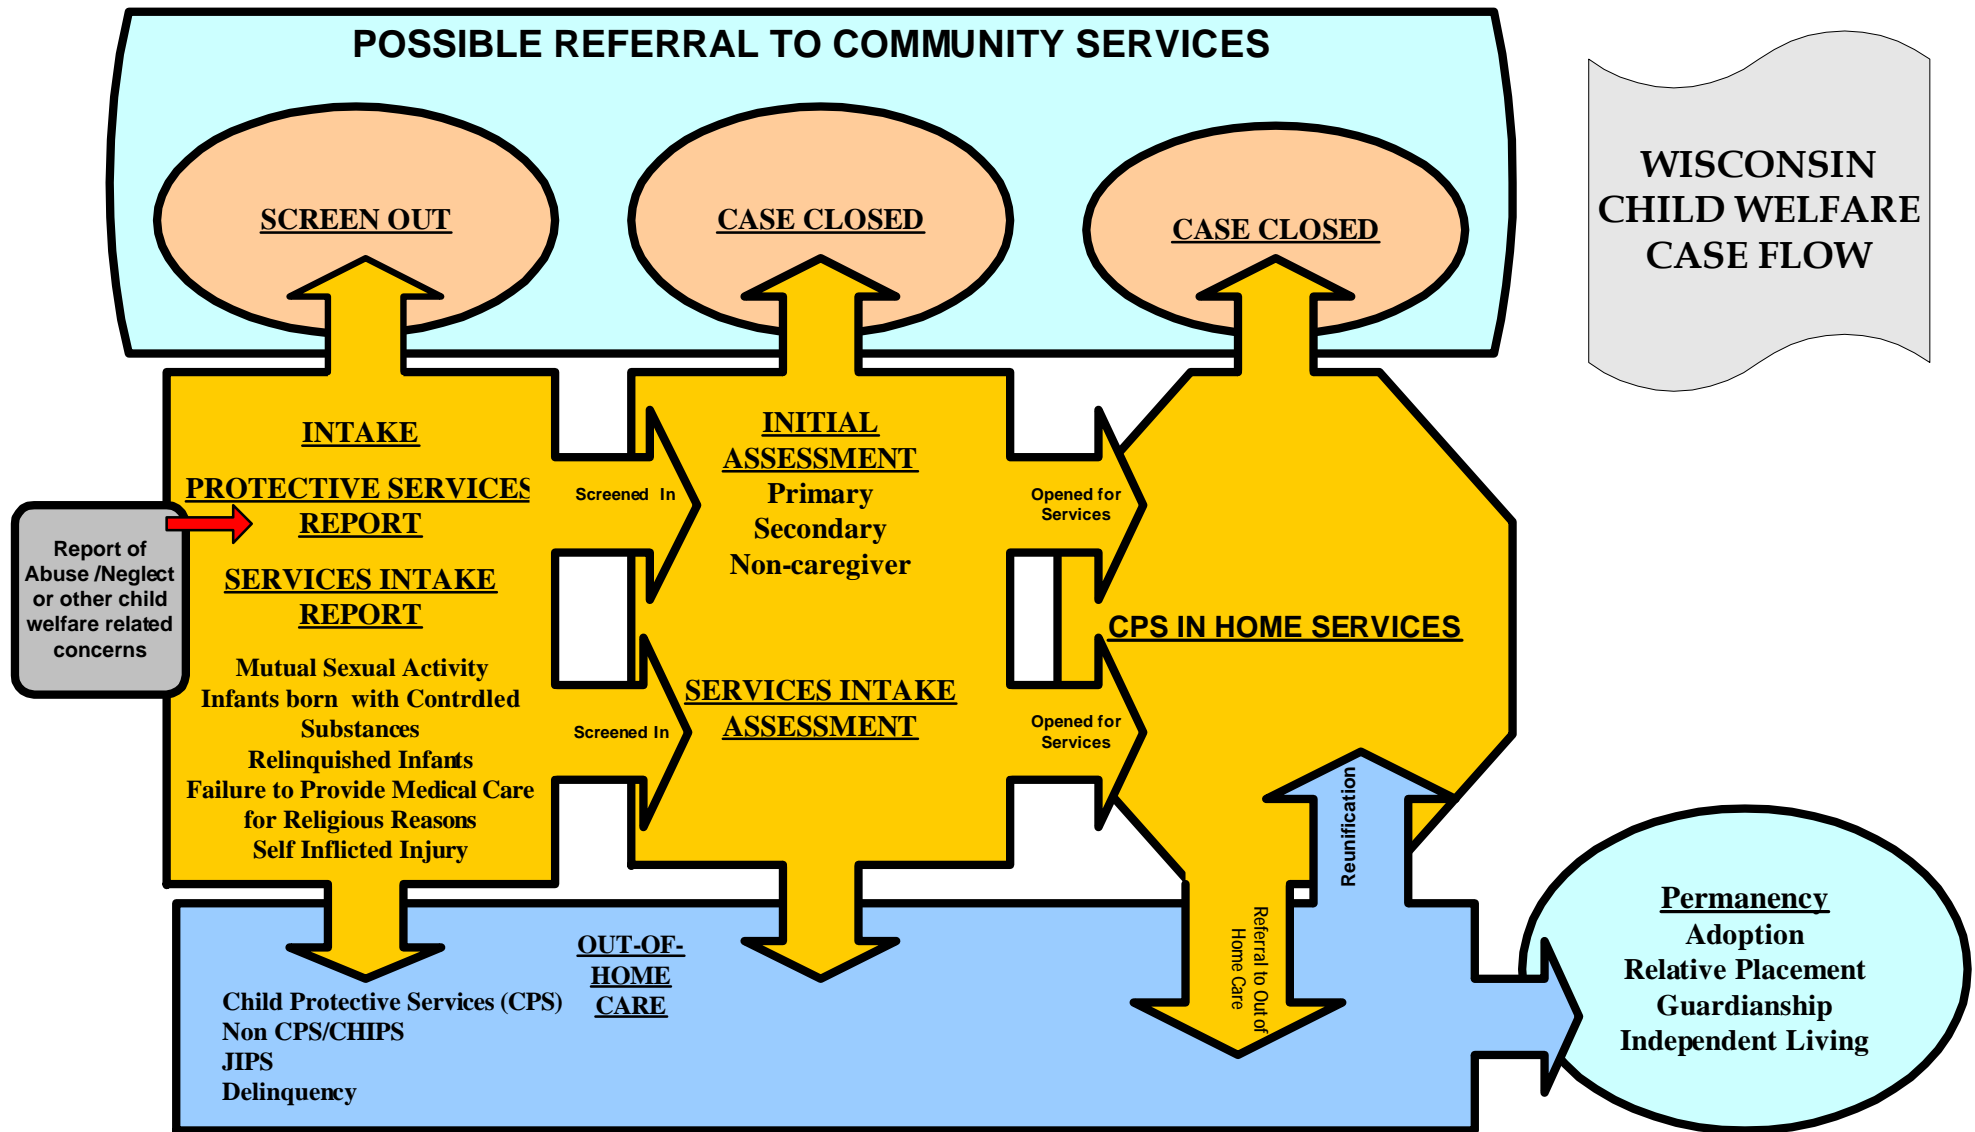 POSSIBLE REFERRAL TO COMMUNITY SERVICES
WISCONSIN
CHILD WELFARE
CASE FLOW
SCREEN OUT
CASE CLOSED
CASE CLOSED
Report of
Abuse /Neglect
or other child
welfare related
concerns
INTAKE
PROTECTIVE SERVICES
REPORT
SERVICES INTAKE
REPORT
Mutual Sexual Activity
Infants born with Contrdled
Substances
Relinquished Infants
Failure to Provide Medical Care
for Religious Reasons
Self Inflicted Injury
Screened In
Screened In
INITIAL
ASSESSMENT
Primary
Secondary
Non-caregiver
SERVICES INTAKE
ASSESSMENT
Opened for
Services
Opened for
Services
CPS IN HOME SERVICES
Reunification
Referral to Out of
Home Care
OUT-OF-
HOME
CARE
Child Protective Services (CPS)
Non CPS/CHIPS
JIPS
Delinquency
Permanency
Adoption
Relative Placement
Guardianship
Independent Living